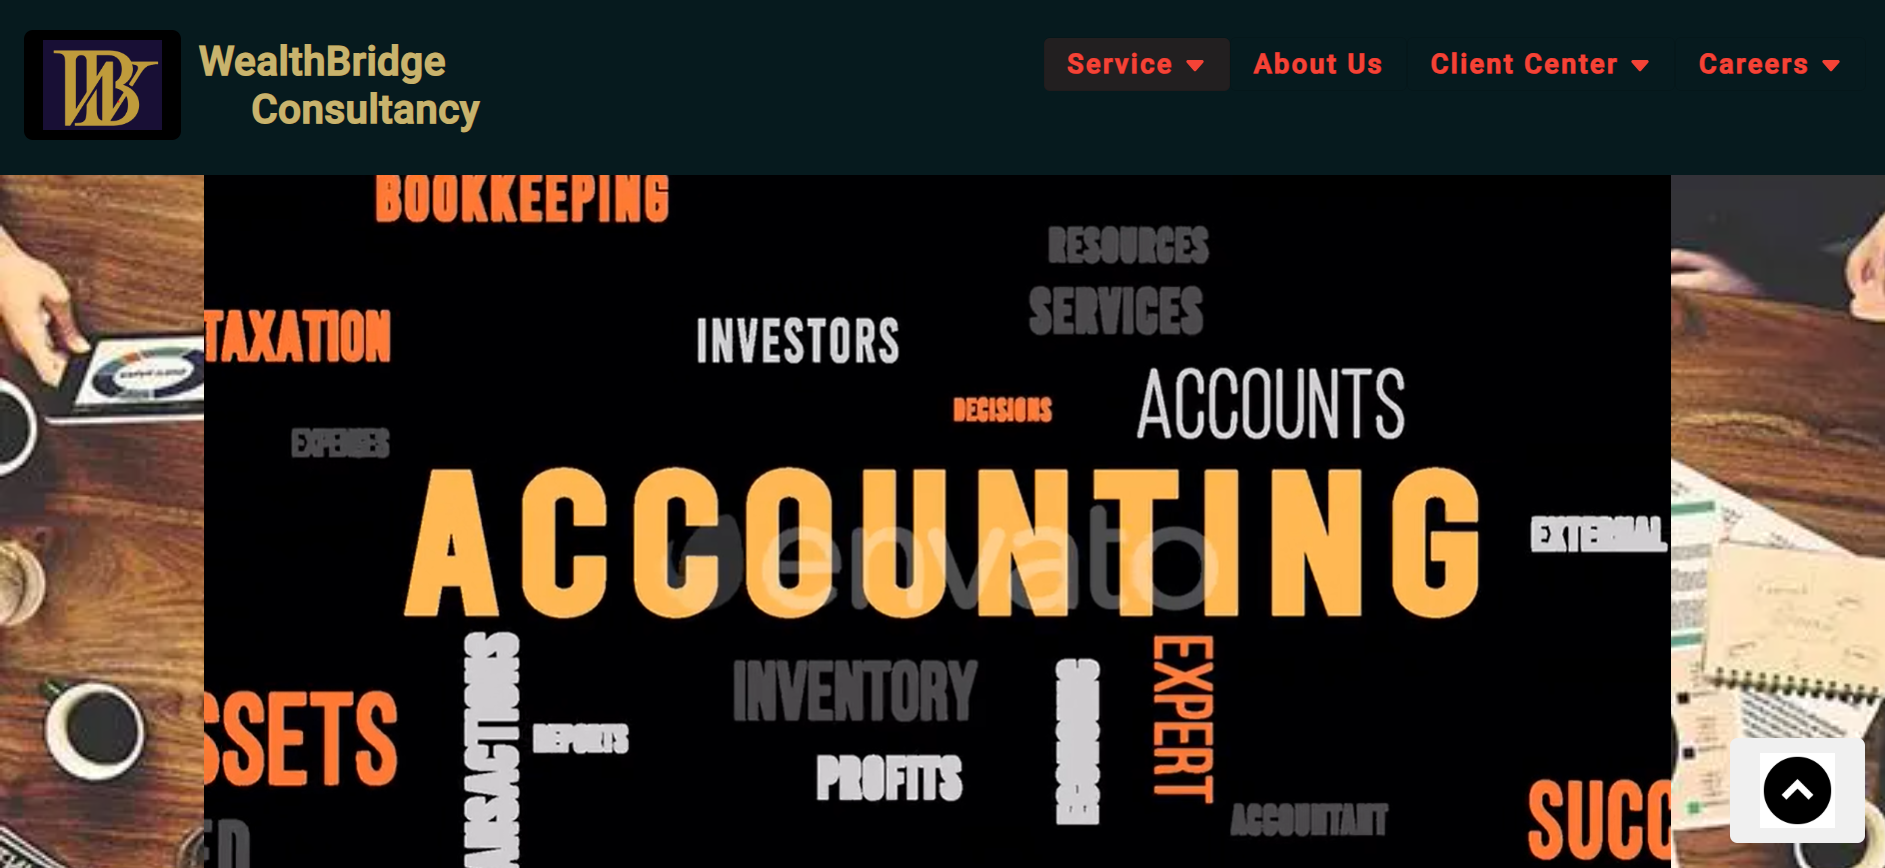 WealthBridge
Consultancy
Service
About Us
Client Center
Careers
BOOKKEEPING
RESOURCES
SERVICES
TAXATION
INVESTORS
ACCOUNTS
DECISIONS
EXPENSES
ACCOUNTING
envato
EXTERNAL
ANSACTIONS
INVENTORY
EXPERT
SSETS
REPORTS
PROFITS
ACCOUNTANT
SUCC
ED